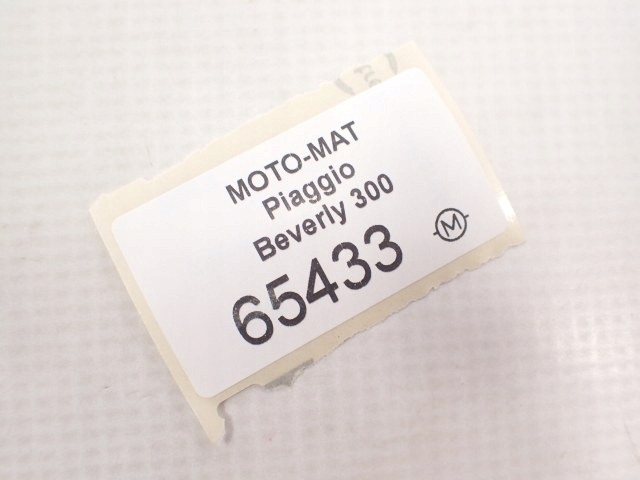 MOTO-MAT
Piaggio
Beverly 300
65433
M